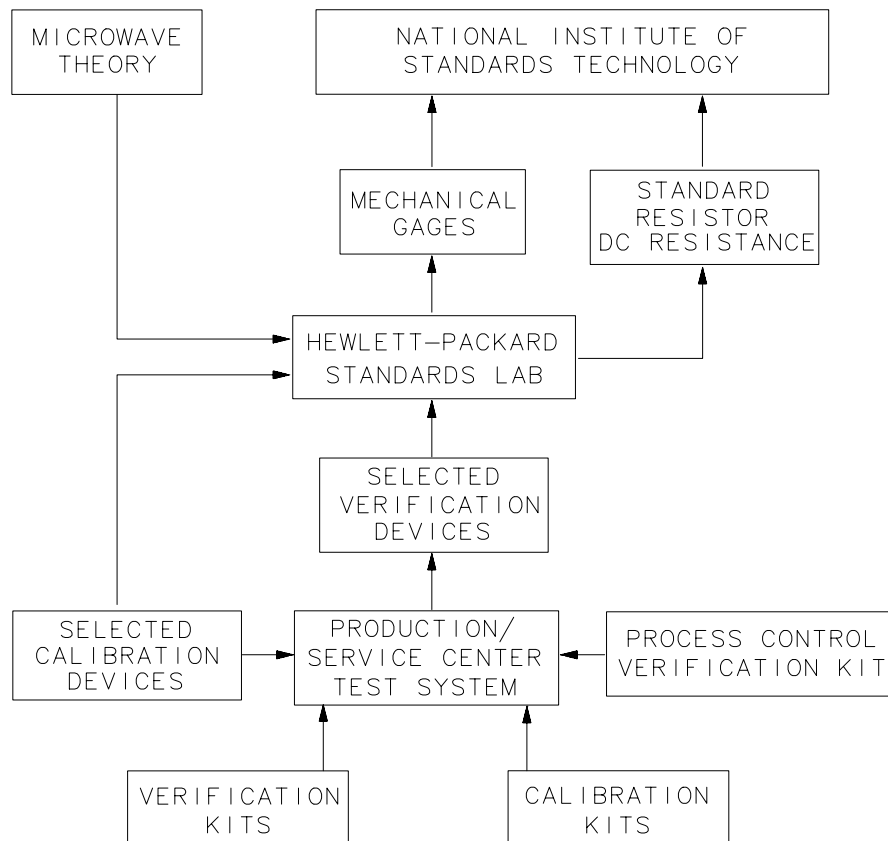 MICROWAVE
THEORY
NATIONAL INSTITUTE OF
STANDARDS TECHNOLOGY
MECHANICAL
GAGES
STANDARD
RESISTOR
DC RESISTANCE
HEWLETT-PACKARD
STANDARDS LAB
SELECTED
VERIFICATION
DEVICES
SELECTED
CALIBRATION
DEVICES
PRODUCTION/
SERVICE CENTER
TEST SYSTEM
PROCESS CONTROL
VERIFICATION KIT
VERIFICATION
KITS
CALIBRATION
KITS